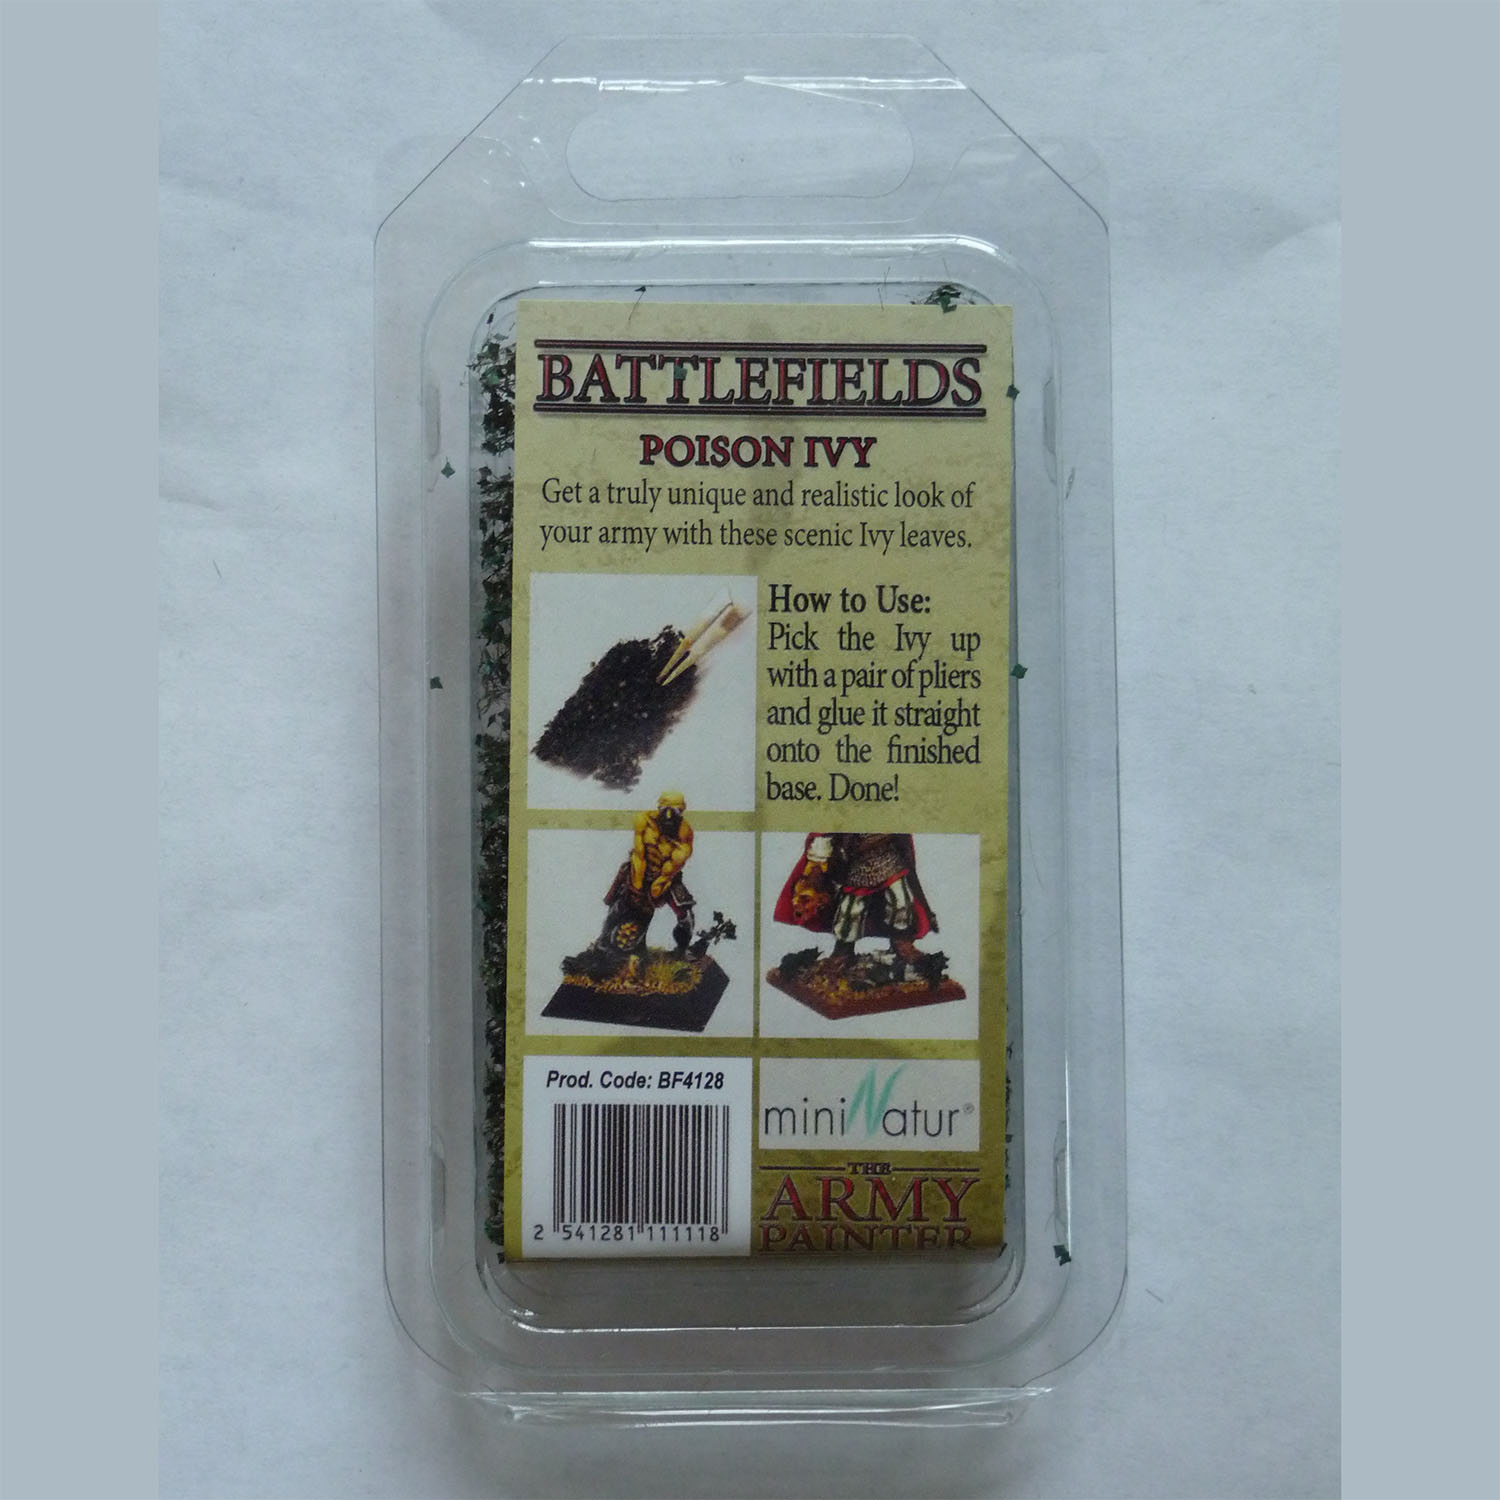 BATTLEFIELDS
POISON IVY
Get a truly unique and realistic look of
your army with these scenic Ivy leaves.
How to Use:
Pick the Ivy up
with a pair of pliers
and glue it straight
onto the finished
base. Done!
Prod. Code: BF4128
2 541281 111118
miniNatur®
THE
ARMY
PAINTER